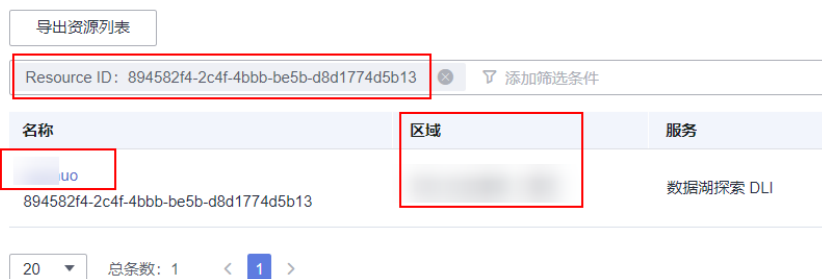 导出资源列表
Resource ID：894582f4-2c4f-4bbb-be5b-d8d1774d5b13 添加筛选条件
名称 区域 服务
uo
894582f4-2c4f-4bbb-be5b-d8d1774d5b13 数据湖探索 DLI
20 总条数：1 < 1 >